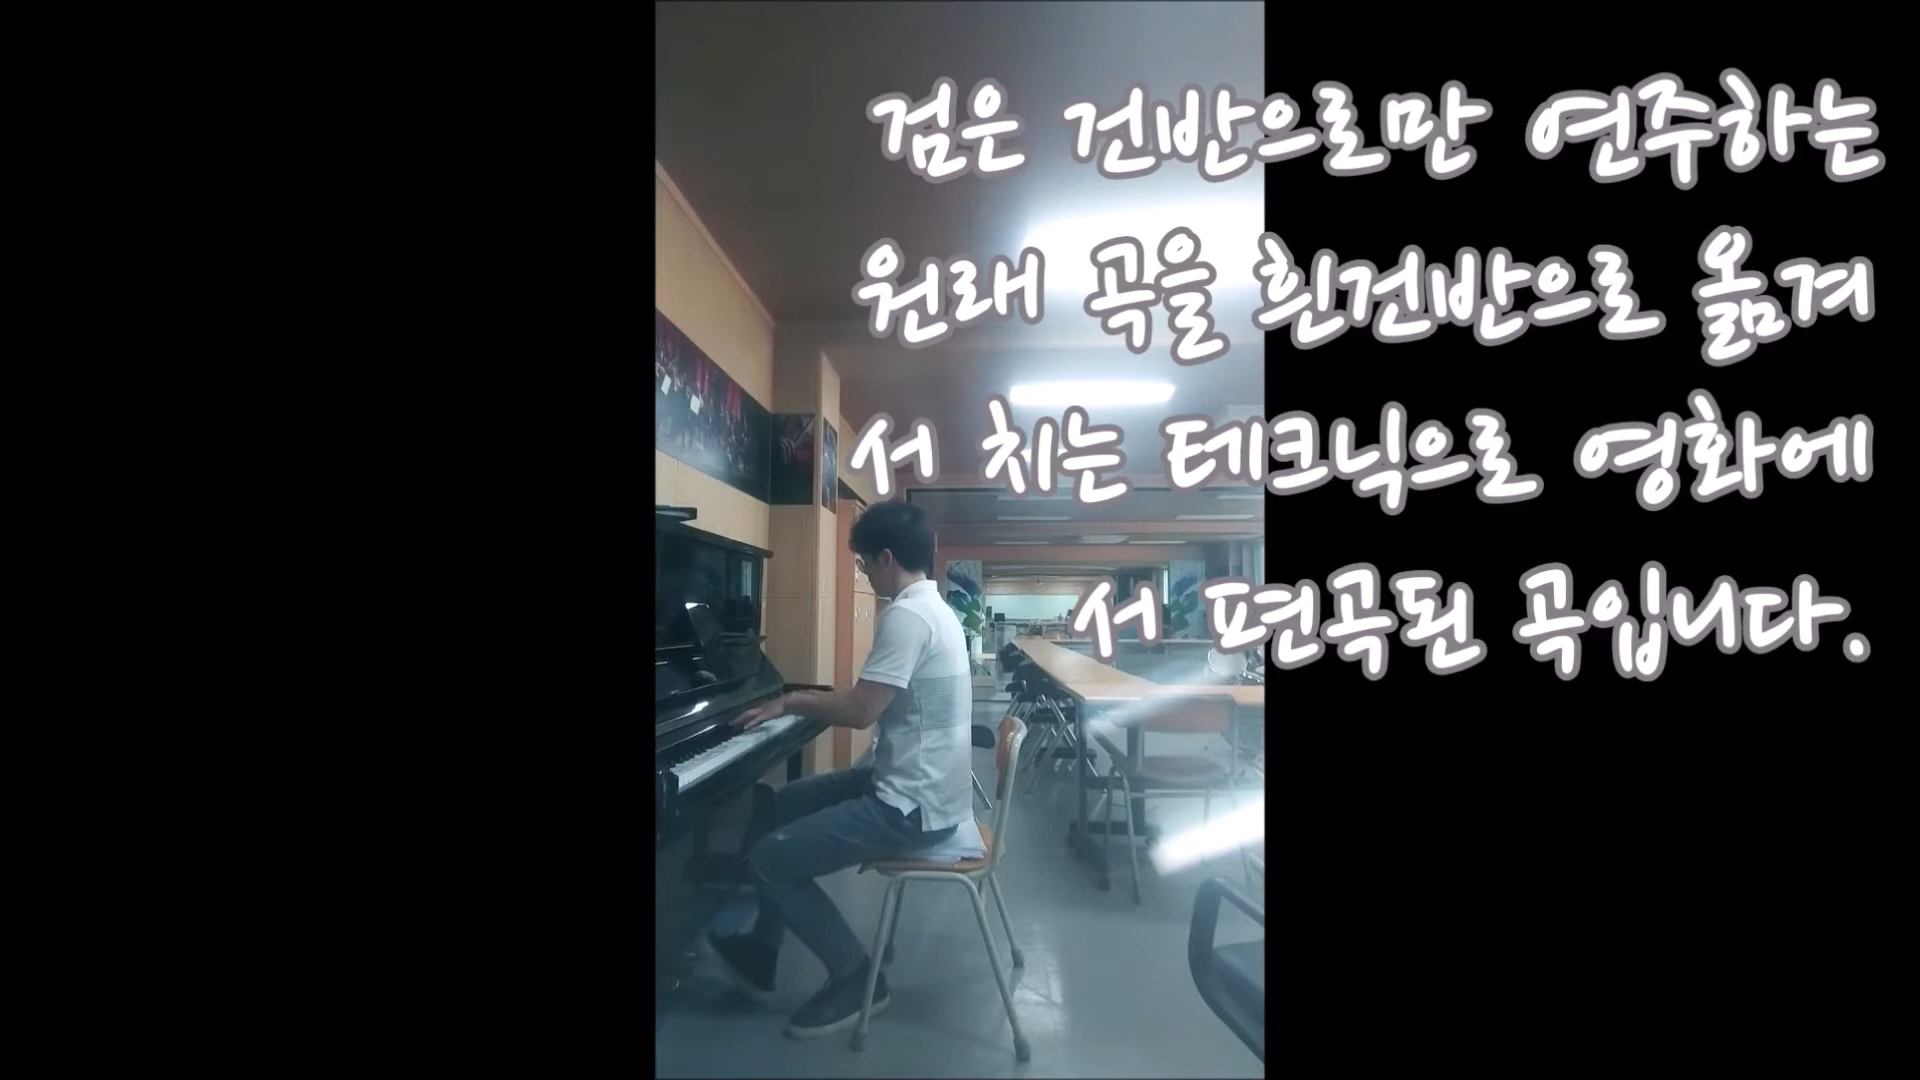 검은 건반으로만 연주하는
원래 곡을 흰건반으로 옮겨
서 치는 테크닉으로 영화에
서 편곡된 곡입니다.